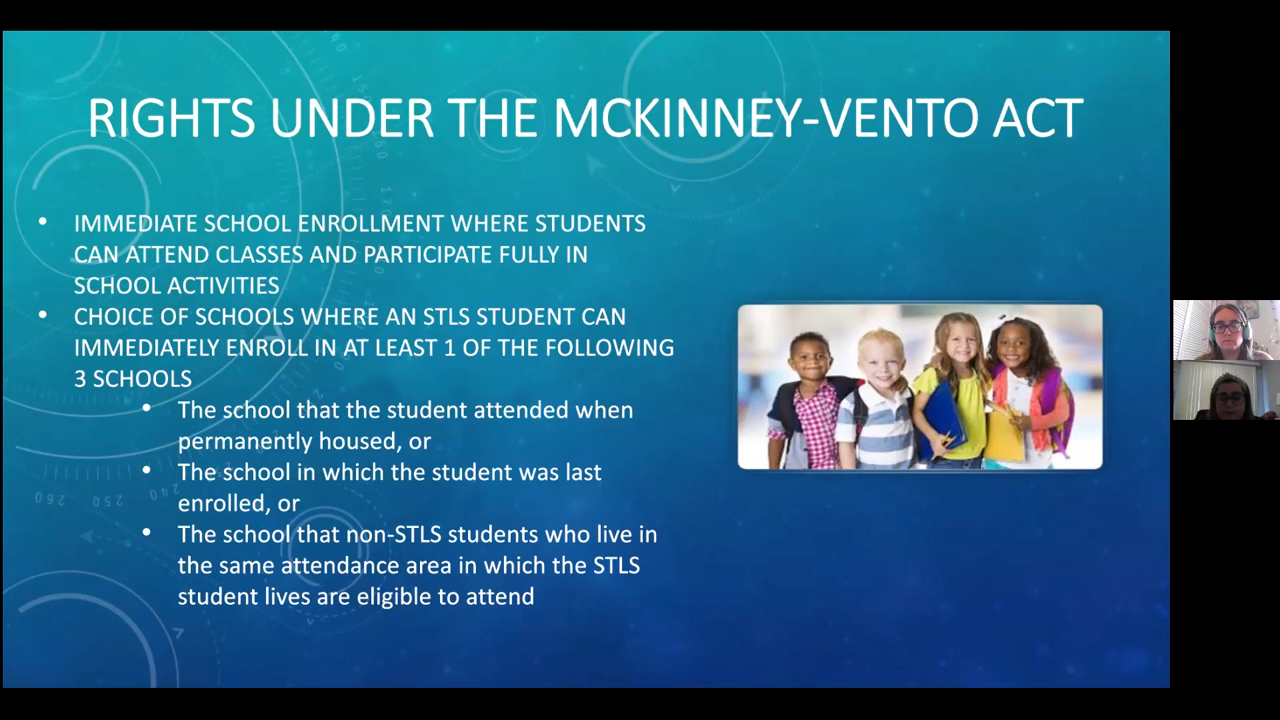 RIGHTS UNDER THE MCKINNEY-VENTO ACT
• IMMEDIATE SCHOOL ENROLLMENT WHERE STUDENTS
CAN ATTEND CLASSES AND PARTICIPATE FULLY IN
SCHOOL ACTIVITIES
• CHOICE OF SCHOOLS WHERE AN STLS STUDENT CAN
IMMEDIATELY ENROLL IN AT LEAST 1 OF THE FOLLOWING
3 SCHOOLS
• The school that the student attended when
permanently housed, or
• The school in which the student was last
enrolled, or
• The school that non-STLS students who live in
the same attendance area in which the STLS
student lives are eligible to attend
260 250 240